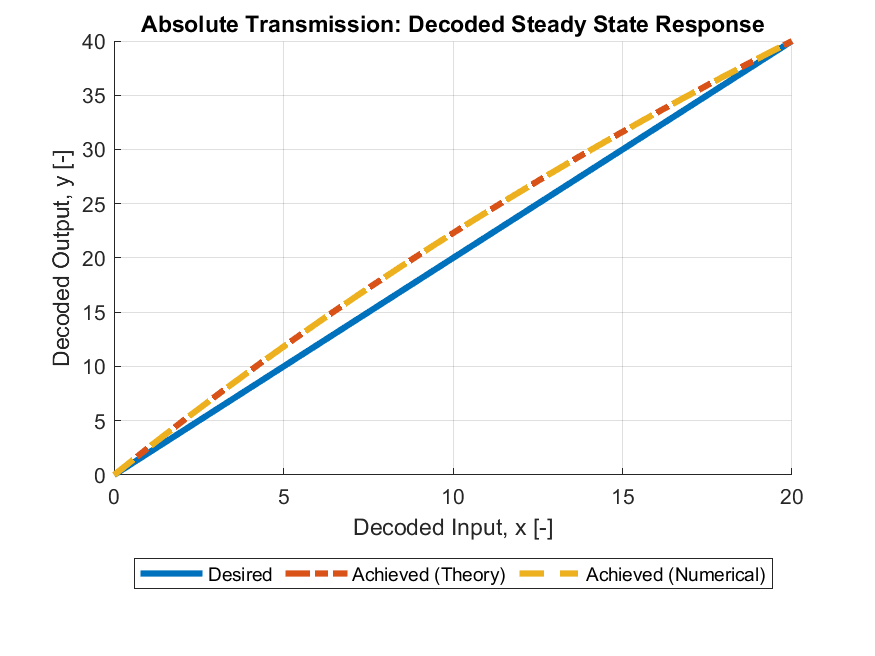 Absolute Transmission: Decoded Steady State Response
40
35
30
25
20
15
10
5
0
Decoded Output, y [-]
0 5 10 15 20
Decoded Input, x [-]
Desired Achieved (Theory) Achieved (Numerical)